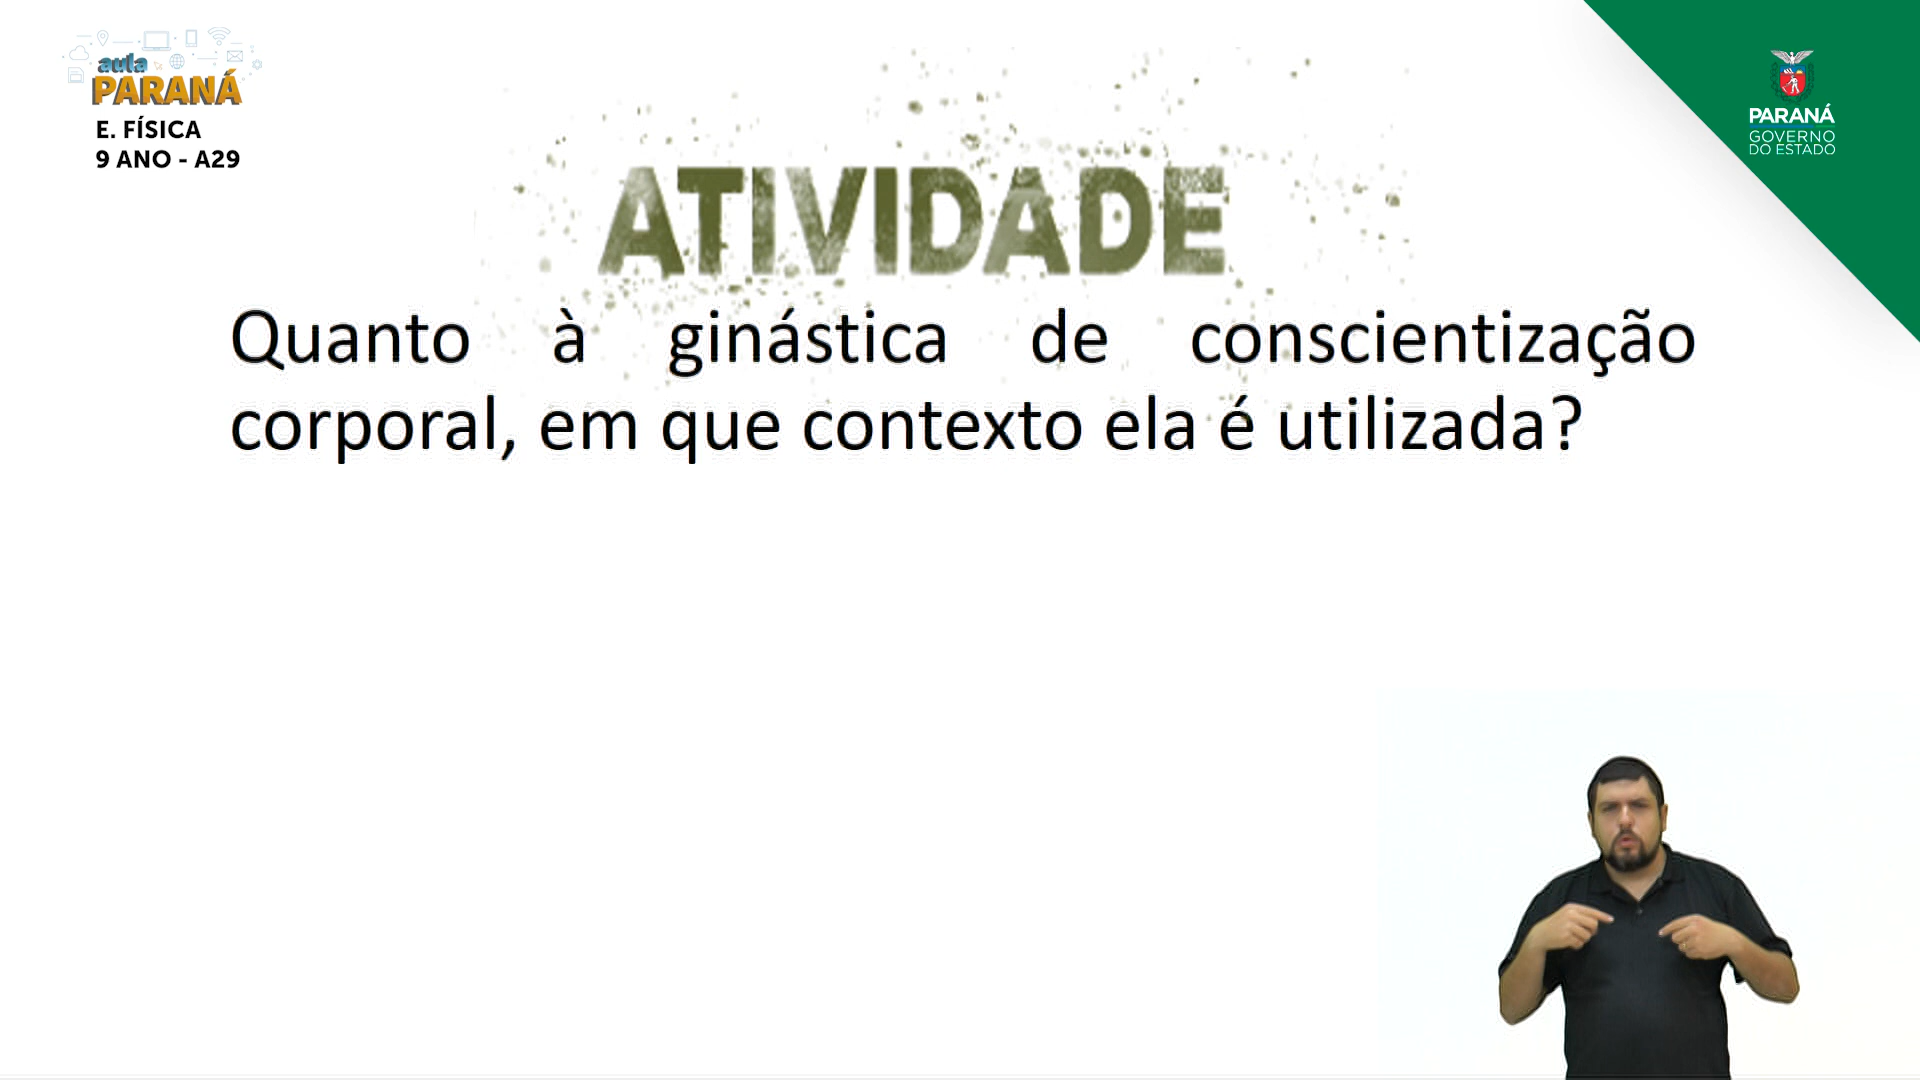 aula
PARANÁ
E. FÍSICA
9 ANO - A29
PARANÁ
GOVERNO
DO ESTADO
ATIVIDADE
Quanto à ginástica de conscientização
corporal, em que contexto ela é utilizada?